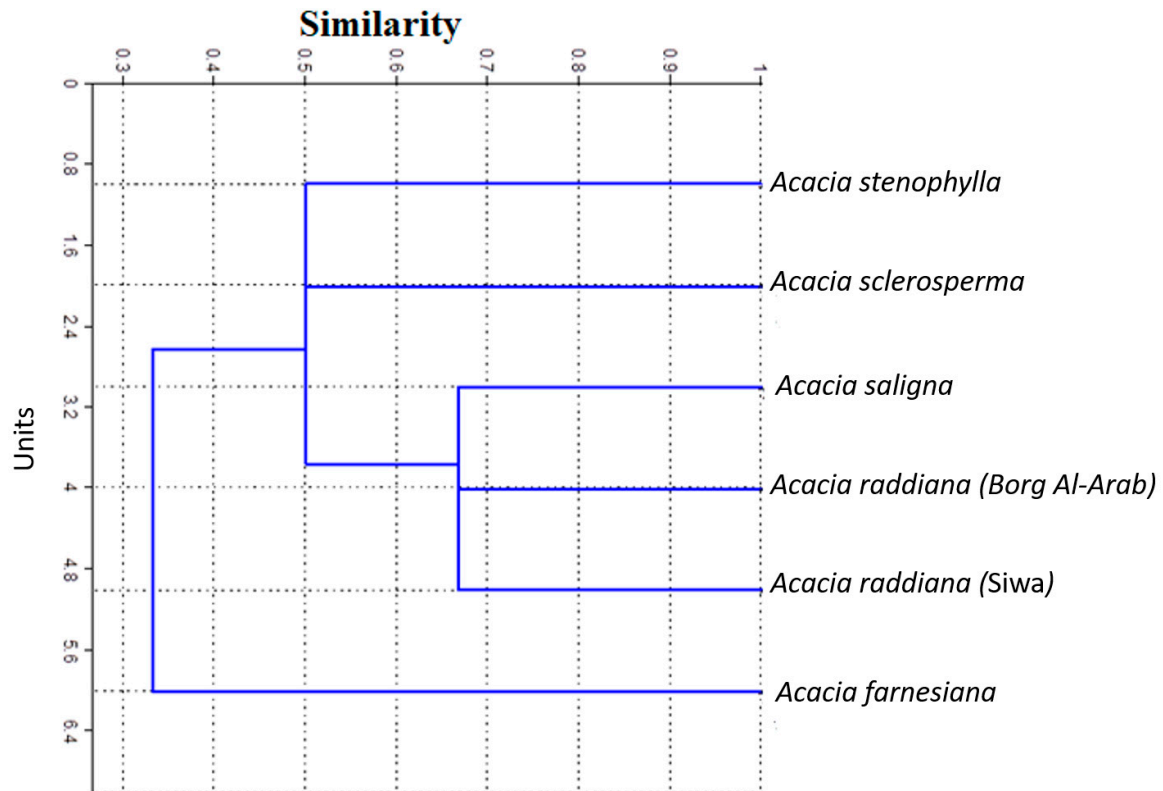 Similarity
0.3 0.4 0.5 0.6 0.7 0.8 0.9 1
0
0.8
Acacia stenophylla
1.6
Acacia sclerosperma
2.4
Acacia saligna
3.2
Units
4
Acacia raddiana (Borg Al-Arab)
4.8
Acacia raddiana (Siwa)
5.6
Acacia farnesiana
6.4